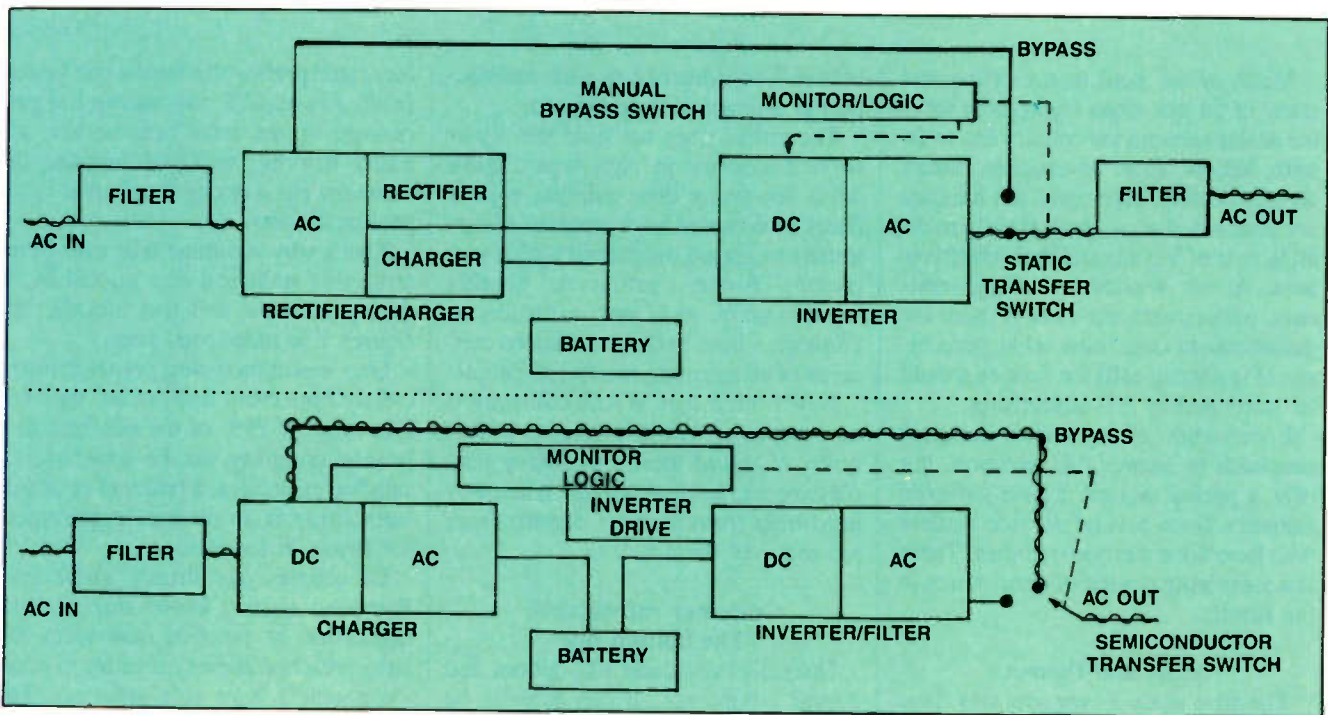 BYPASS
MANUAL
BYPASS SWITCH
MONITOR/LOGIC
FILTER
RECTIFIER
AC
CHARGER
DC
AC
FILTER
AC IN
AC OUT
STATIC
TRANSFER
SWITCH
RECTIFIER/CHARGER
INVERTER
BATTERY
BYPASS
MONITOR
LOGIC
INVERTER
DRIVE
FILTER
DC
AC
DC
AC
AC IN
AC OUT
CHARGER
INVERTER/FILTER
SEMICONDUCTOR
TRANSFER SWITCH
BATTERY